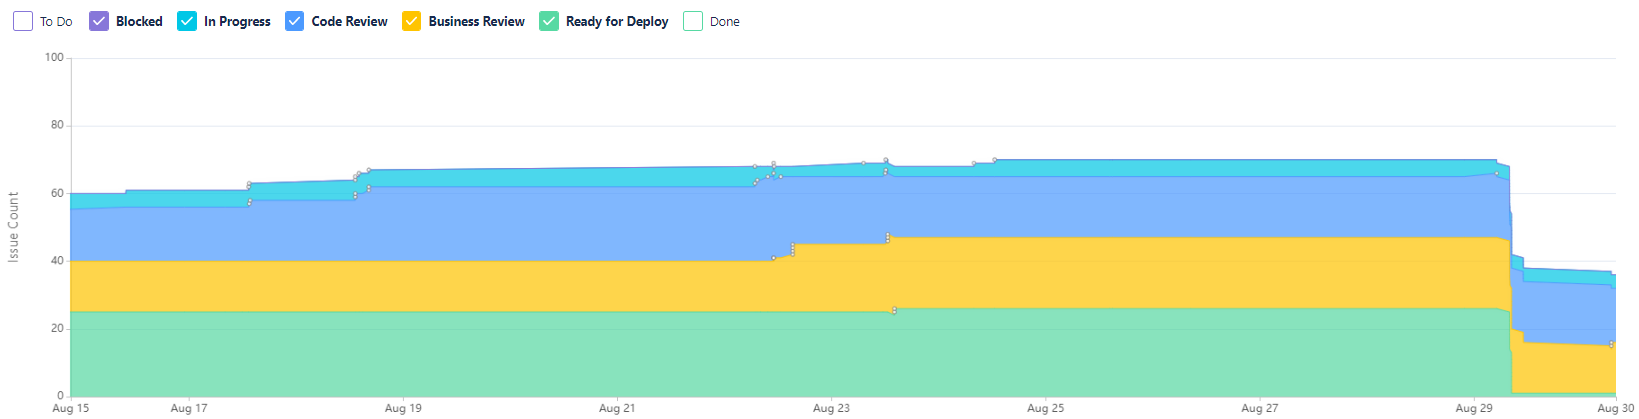 To Do Blocked In Progress Code Review Business Review Ready for Deploy Done
Issue Count
100
80
60
40
20
0
Aug 15 Aug 17 Aug 19 Aug 21 Aug 23 Aug 25 Aug 27 Aug 29 Aug 30